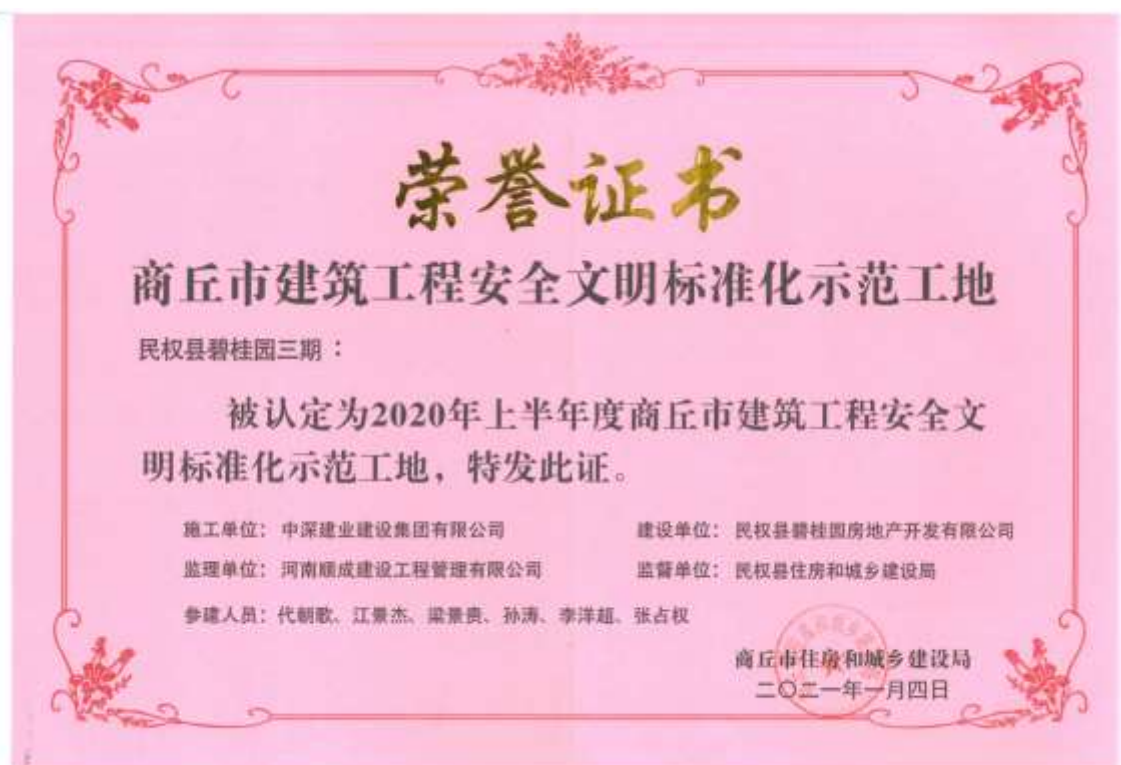 荣誉证书
商丘市建筑工程安全文明标准化示范工地
民权县碧桂园三期：
被认定为2020年上半年度商丘市建筑工程安全文
明标准化示范工地，特发此证。
施工单位：中深建业建设集团有限公司 建设单位：民权县碧桂园房地产开发有限公司
监理单位：河南顺成建设工程管理有限公司 监督单位：民权县住房和城乡建设局
参建人员：代朝歌、江景杰、梁景贵、孙涛、李洋超、张占权
商丘市住房和城乡建设局
二〇二一年一月四日